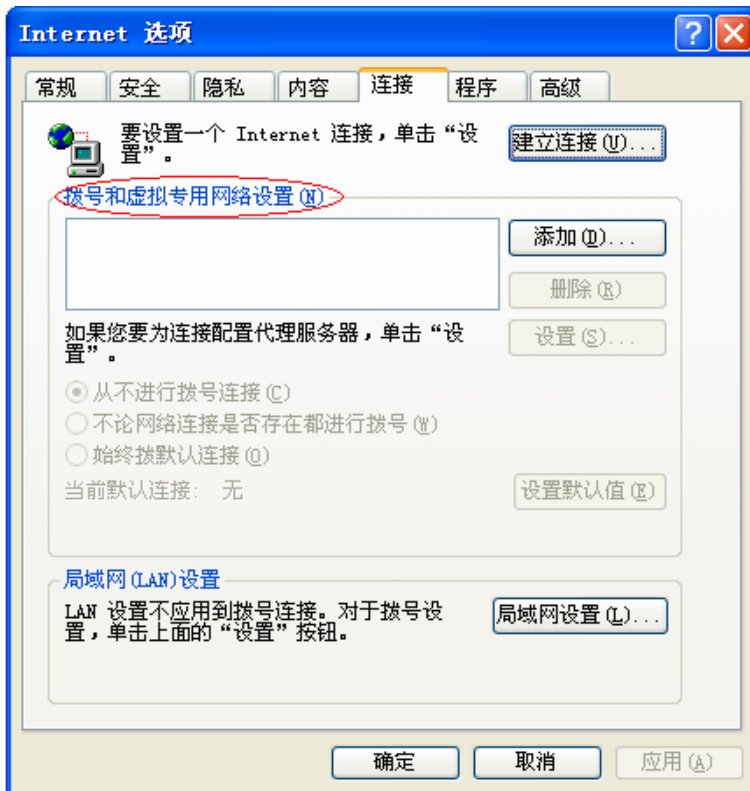 Internet 选项
常规 安全 隐私 内容 连接 程序 高级
要设置一个 Internet 连接，单击“设
置”。
建立连接(U)...
拨号和虚拟专用网络设置(N)
添加(D)...
删除(R)
如果您要为连接配置代理服务器，单击“设
置”。
设置(S)...
从不进行拨号连接(C)
不论网络连接是否存在都进行拨号(W)
始终拨默认连接(O)
当前默认连接： 无
设置默认值(E)
局域网(LAN)设置
LAN 设置不应用到拨号连接。对于拨号设
置，单击上面的“设置”按钮。
局域网设置(L)...
确定 取消 应用(A)